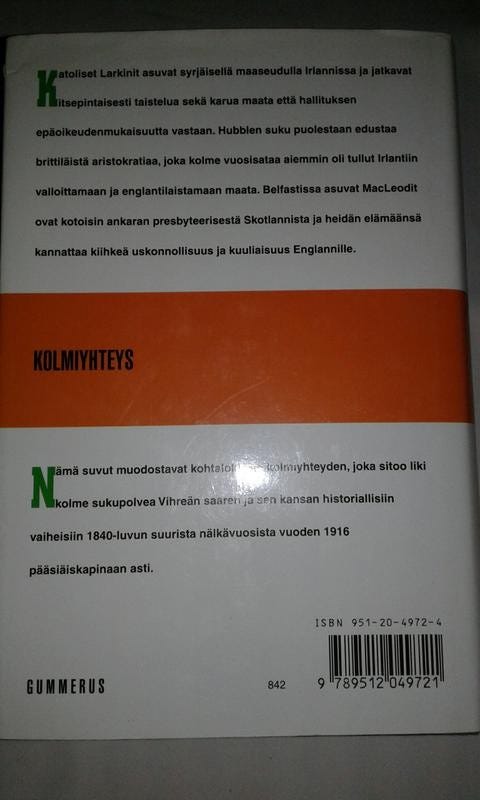 Katoliset Larkinit asuvat syrjäisellä maaseudulla Irlannissa ja jatkavat
itsepintaisesti taistelua sekä karua maata että hallituksen
epäoikeudenmukaisuutta vastaan. Hubblen suku puolestaan edustaa
brittiläistä aristokratiaa, joka kolme vuosisataa aiemmin oli tullut Irlantiin
valloittamaan ja englantilaistamaan maata. Belfastissa asuvat MacLeodit
ovat kotoisin ankaran presbyteerisestä Skotlannista ja heidän elämäänsä
kannattaa kiihkeä uskonnollisuus ja kuuliaisuus Englannille.
KOLMIYHTEYS
Nämä suvut muodostavat kolmiyhteyden, joka sitoo liki
kolme sukupolvea Vihreän saaren ja sen kansan historiallisiin
vaiheisiin 1840-luvun suurista nälkävuosista vuoden 1916
pääsiäiskapinaan asti.
ISBN 951-20-4972-4
GUMMERUS
842
9 789512 049721